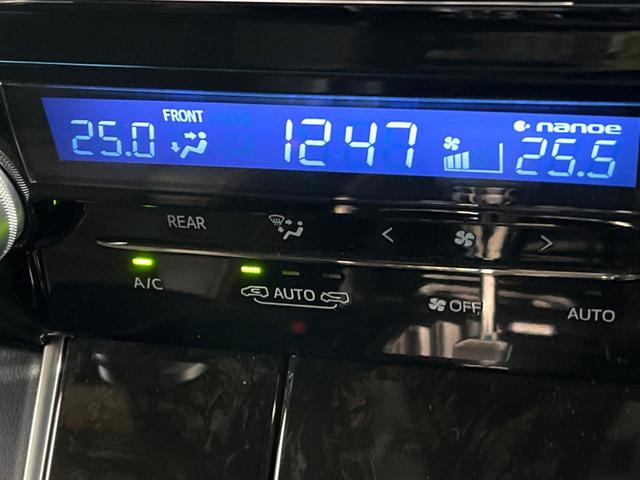 FRONT
25.0 1247 nanoe 25.5
REAR
A/C AUTO OFF AUTO